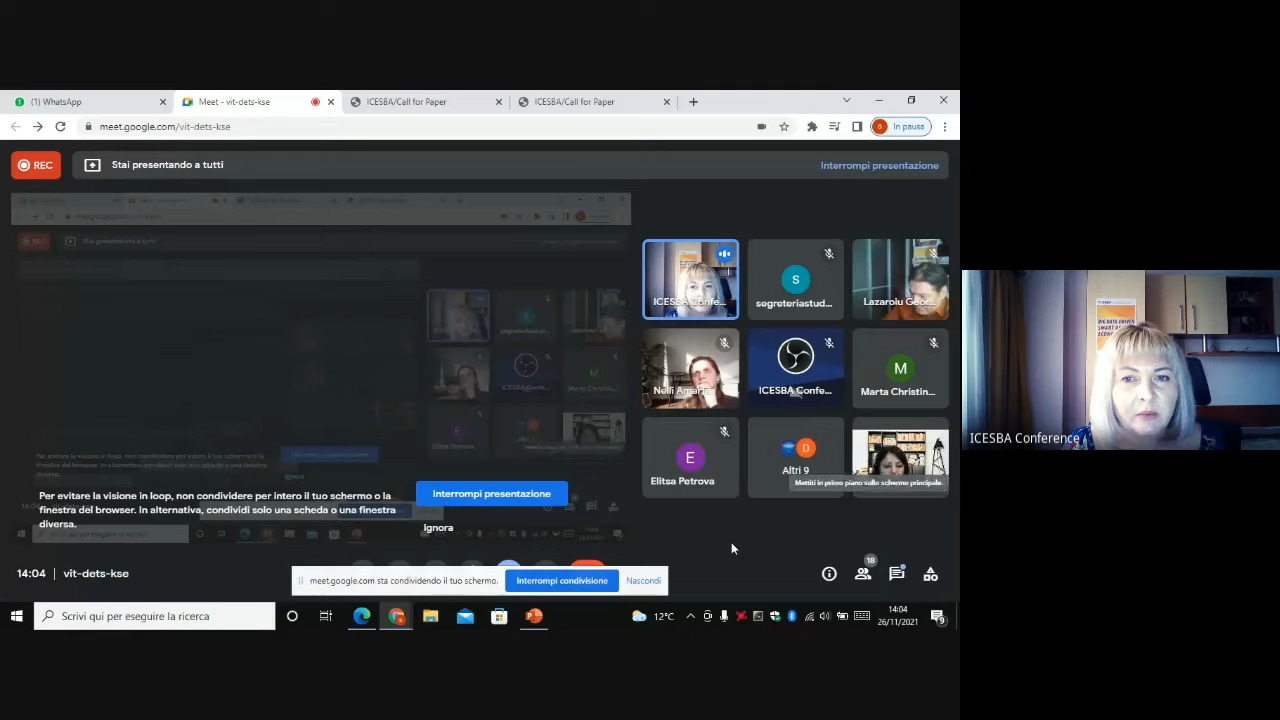 (1) WhatsApp
Meet - vit-dets-kse
ICESBA/Call for Paper
ICESBA/Call for Paper
meet.google.com/vit-dets-kse
In pausa
REC
Stai presentando a tutti
Interrompi presentazione
ICESBA Confe...
segreteriastud...
Lazaroiu Geor...
Nelli Amar
ICESBA Confe...
Marta Christin...
E
Elitsa Petrova
Altri 9
Mettiti in primo piano sullo schermo principale.
Per evitare la visione in loop, non condividere per intero il tuo schermo o la
finestra del browser. In alternativa, condividi solo una scheda o una finestra
diversa.
Interrompi presentazione
Ignora
ICESBA Conference
BIG DATA-DRIVEN
14:04 | vit-dets-kse
18
meet.google.com sta condividendo il tuo schermo.
Interrompi condivisione
Nascondi
Scrivi qui per eseguire la ricerca
12°C
14:04
26/11/2021
9